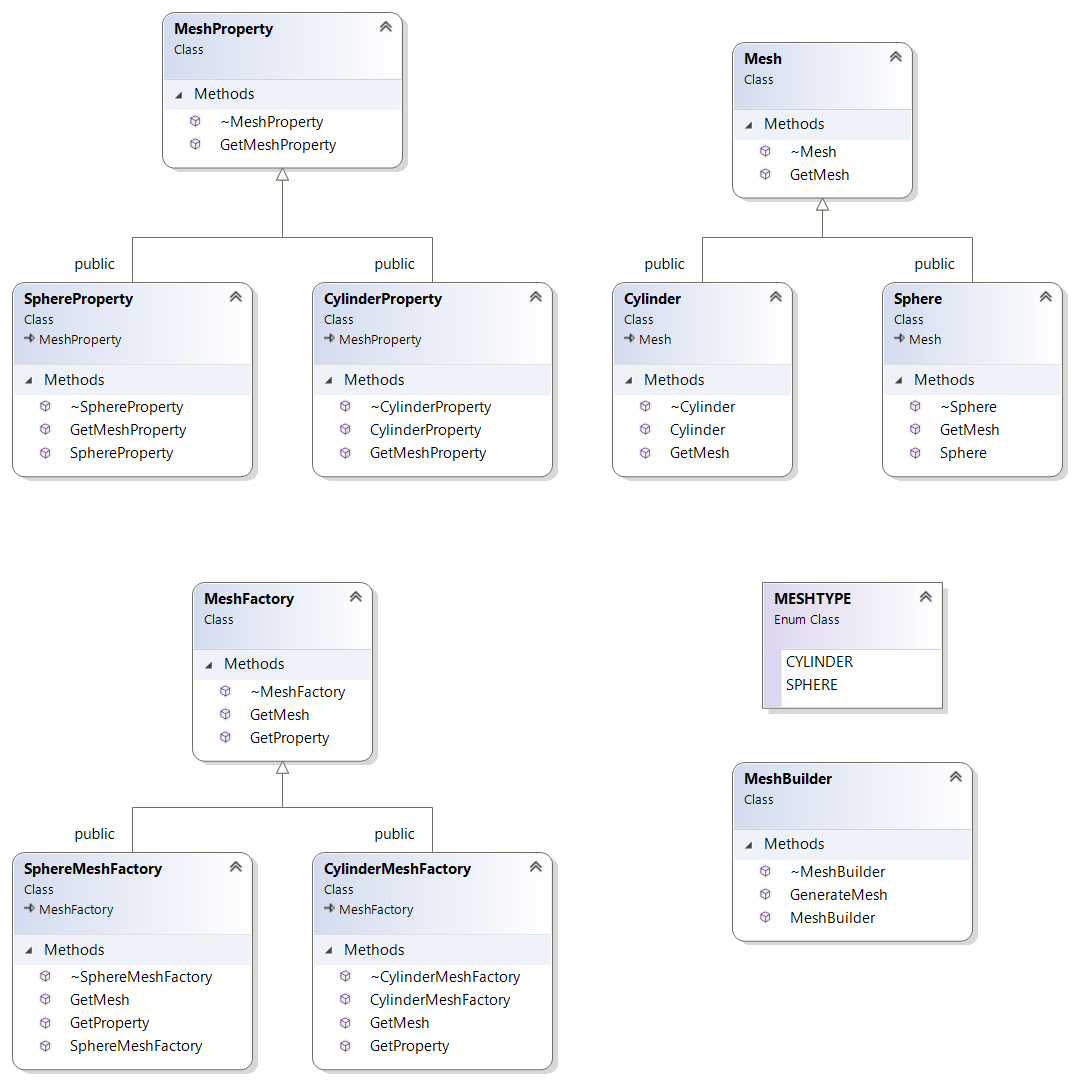 MeshProperty
Class
Methods
~MeshProperty
GetMeshProperty
Mesh
Class
Methods
~Mesh
GetMesh
public
public
public
public
SphereProperty
Class
MeshProperty
Methods
~SphereProperty
GetMeshProperty
SphereProperty
CylinderProperty
Class
MeshProperty
Methods
~CylinderProperty
CylinderProperty
GetMeshProperty
Cylinder
Class
Mesh
Methods
~Cylinder
Cylinder
GetMesh
Sphere
Class
Mesh
Methods
~Sphere
GetMesh
Sphere
MeshFactory
Class
Methods
~MeshFactory
GetMesh
GetProperty
MESHTYPE
Enum Class
CYLINDER
SPHERE
public
public
SphereMeshFactory
Class
MeshFactory
Methods
~SphereMeshFactory
GetMesh
GetProperty
SphereMeshFactory
CylinderMeshFactory
Class
MeshFactory
Methods
~CylinderMeshFactory
CylinderMeshFactory
GetMesh
GetProperty
MeshBuilder
Class
Methods
~MeshBuilder
GenerateMesh
MeshBuilder